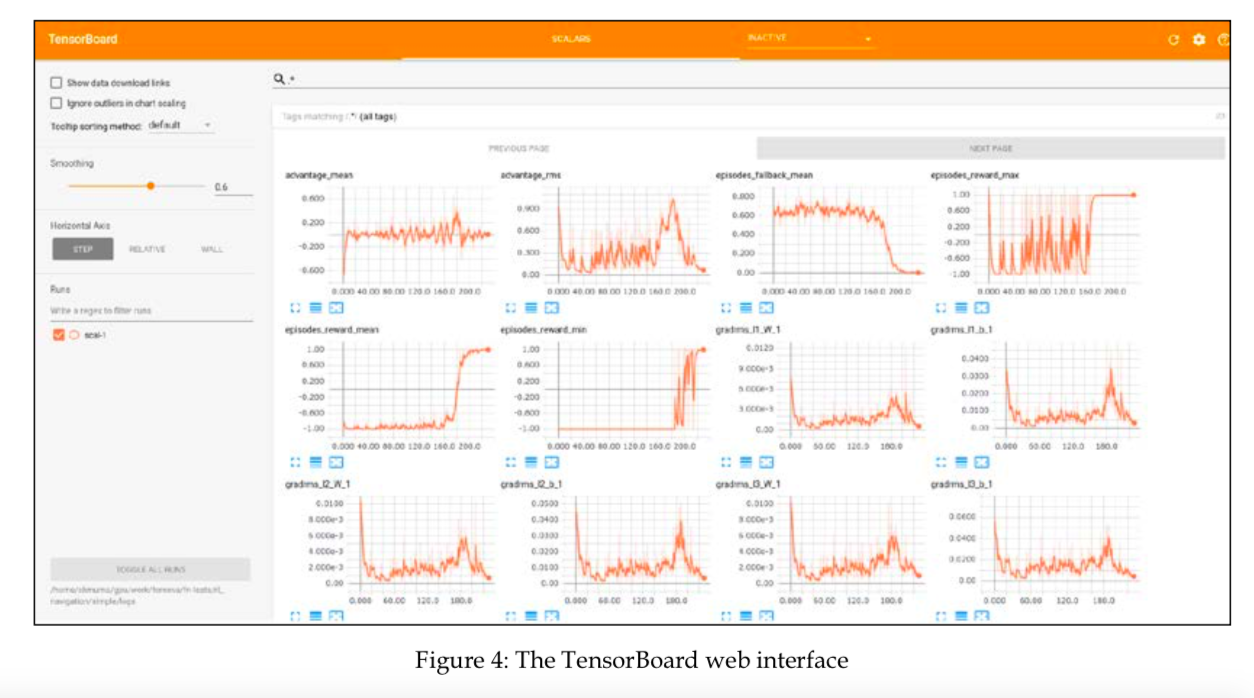 TensorBoard SCALARS INACTIVE
Show data download links
Ignore outliers in chart scaling
Tooltip sorting method: default
Smoothing
0.6
Horizontal Axis
STEP RELATIVE WALL
Runs
Write a regex to filter runs
scal-1
TOGGLE ALL RUNS
.*
Tags matching /.*/ (all tags)
PREVIOUS PAGE NEXT PAGE
advantage_mean
0.600
0.200
-0.200
-0.600
0.000 40.00 80.00 120.0 160.0 200.0
advantage_rms
0.900
0.600
0.300
0.00
0.000 40.00 80.00 120.0 160.0 200.0
episodes_fallback_mean
0.800
0.600
0.400
0.200
0.00
0.000 40.00 80.00 120.0 160.0 200.0
episodes_reward_max
1.00
0.600
0.200
-0.200
-0.600
-1.00
0.000 40.00 80.00 120.0 160.0 200.0
episodes_reward_mean
1.00
0.600
0.200
-0.200
-0.600
-1.00
0.000 40.00 80.00 120.0 160.0 200.0
episodes_reward_min
1.00
0.600
0.200
-0.200
-0.600
-1.00
0.000 40.00 80.00 120.0 160.0 200.0
gradrms_l1_W_1
0.0120
9.000e-3
6.000e-3
3.000e-3
0.00
0.000 60.00 120.0 180.0
gradrms_l1_b_1
0.0400
0.0300
0.0200
0.0100
0.00
0.000 60.00 120.0 180.0
gradrms_l2_W_1
0.0100
8.000e-3
6.000e-3
4.000e-3
2.000e-3
0.00
0.000 60.00 120.0 180.0
gradrms_l2_b_1
0.0500
0.0400
0.0300
0.0200
0.0100
0.00
0.000 60.00 120.0 180.0
gradrms_l3_W_1
0.0100
8.000e-3
6.000e-3
4.000e-3
2.000e-3
0.00
0.000 60.00 120.0 180.0
gradrms_l3_b_1
0.0600
0.0400
0.0200
0.00
0.000 60.00 120.0 180.0
Figure 4: The TensorBoard web interface